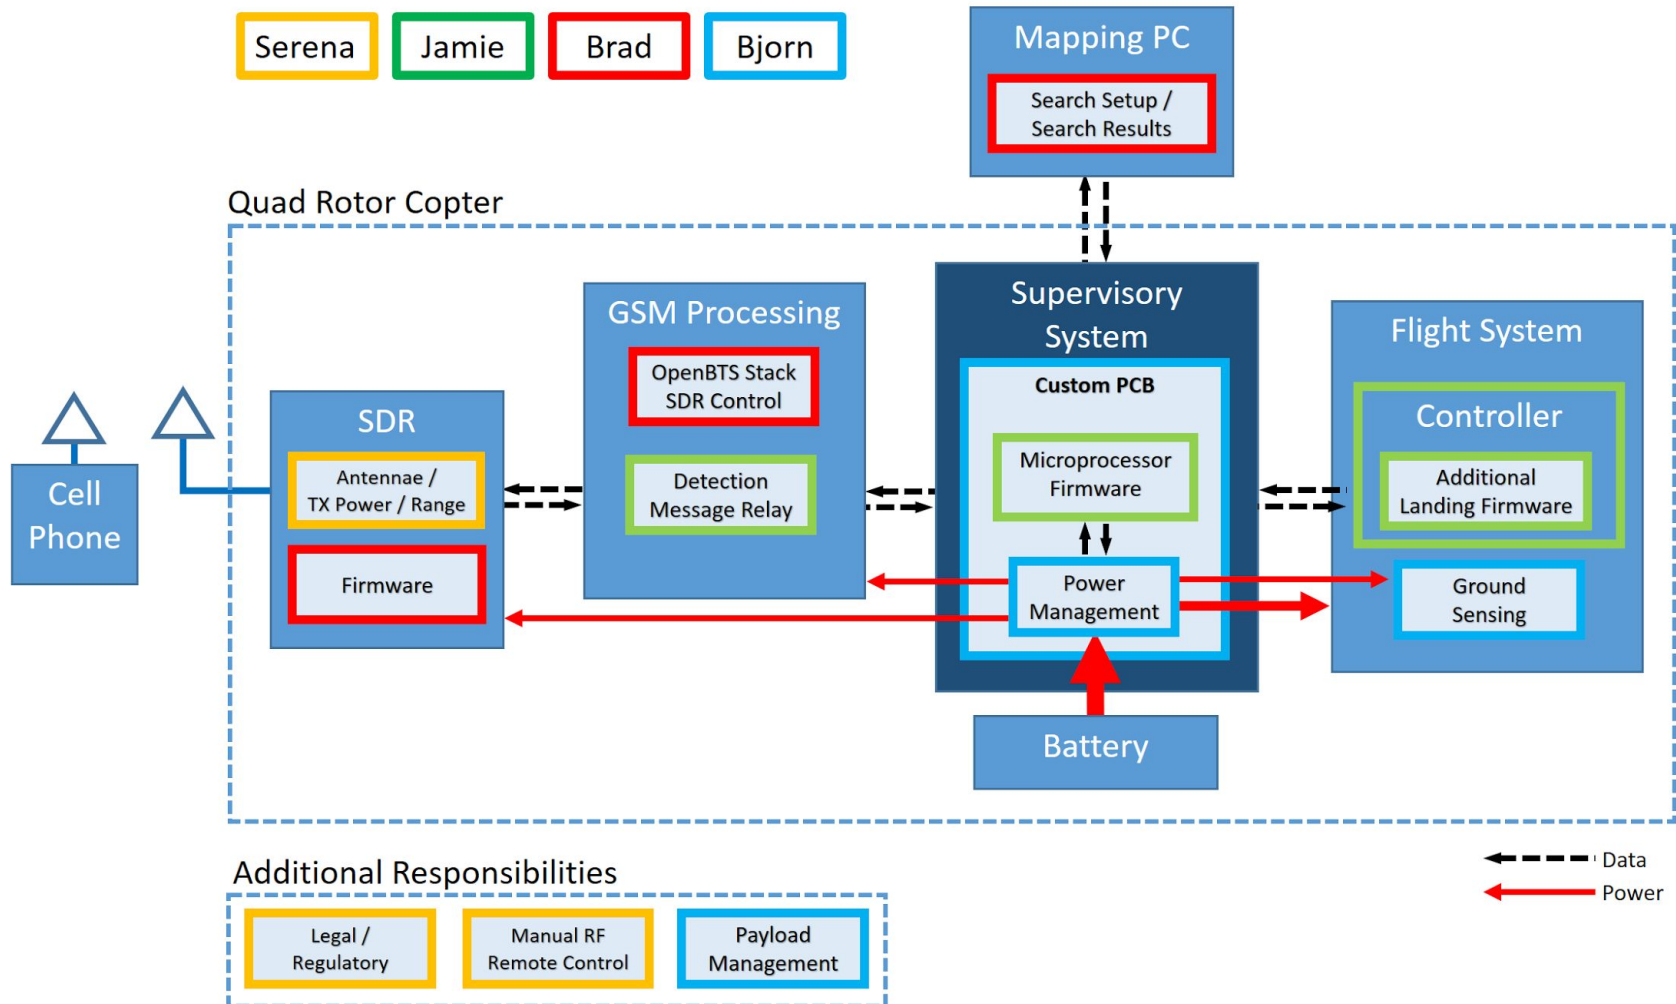 Serena
Jamie
Brad
Bjorn
Mapping PC
Search Setup /
Search Results
Quad Rotor Copter
Supervisory
System
GSM Processing
Flight System
OpenBTS Stack
SDR Control
Custom PCB
SDR
Controller
Cell
Phone
Antennae /
TX Power / Range
Detection
Message Relay
Microprocessor
Firmware
Additional
Landing Firmware
Firmware
Power
Management
Ground
Sensing
Battery
Additional Responsibilities
Data
Power
Legal /
Regulatory
Manual RF
Remote Control
Payload
Management